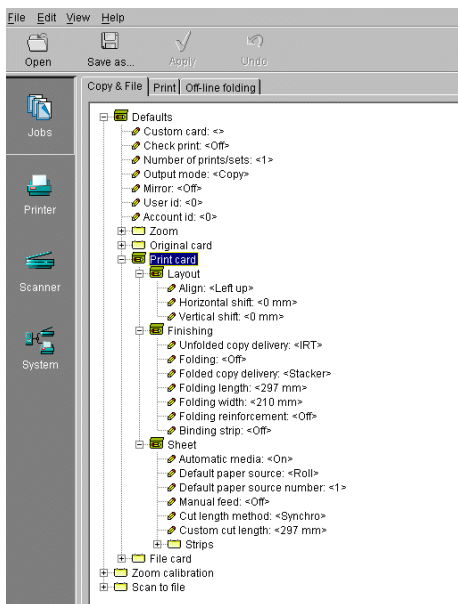 File Edit View Help
Open Save as... Apply Undo
Copy & File Print Off-line folding
Jobs
Printer
Scanner
System
Defaults
Custom card: <>
Check print: <Off>
Number of prints/sets: <1>
Output mode: <Copy>
Mirror: <Off>
User id: <0>
Account id: <0>
Zoom
Original card
Print card
Layout
Align: <Left up>
Horizontal shift: <0 mm>
Vertical shift: <0 mm>
Finishing
Unfolded copy delivery: <IRT>
Folding: <Off>
Folded copy delivery: <Stacker>
Folding length: <297 mm>
Folding width: <210 mm>
Folding reinforcement: <Off>
Binding strip: <Off>
Sheet
Automatic media: <On>
Default paper source: <Roll>
Default paper source number: <1>
Manual feed: <Off>
Cut length method: <Synchro>
Custom cut length: <297 mm>
Strips
File card
Zoom calibration
Scan to file